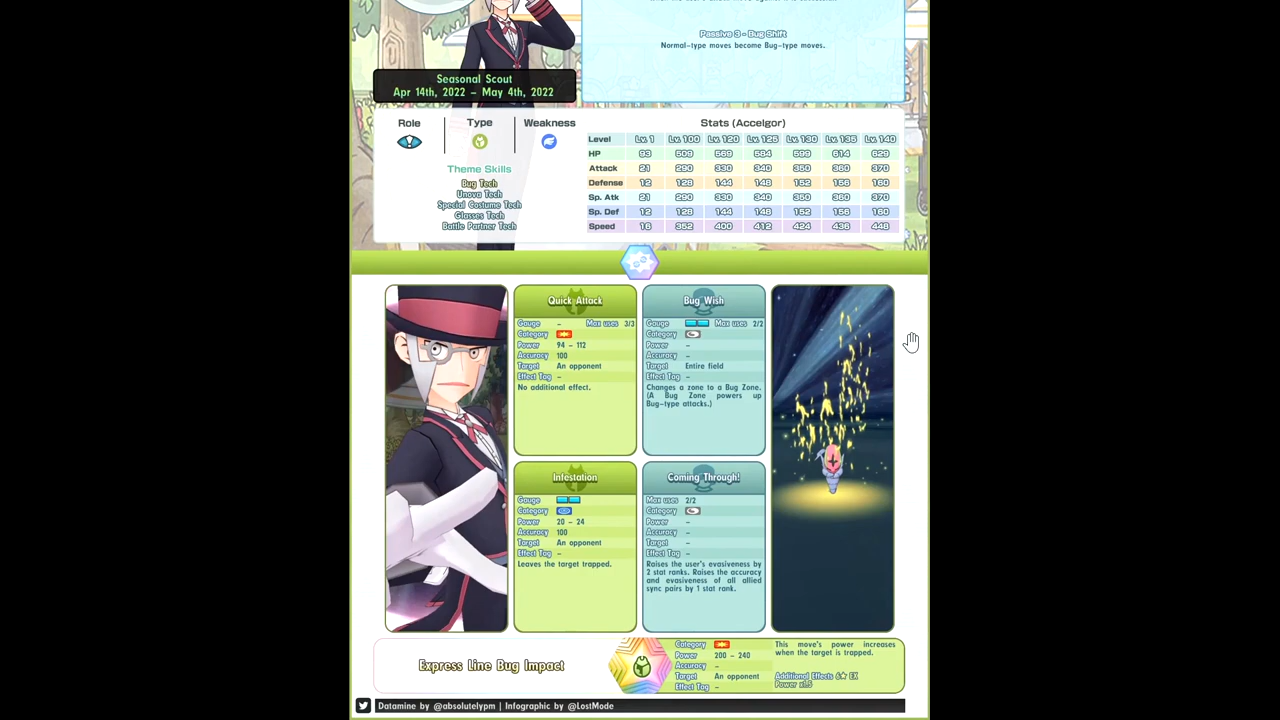 Passive 3 - Bug Shift
Normal-type moves become Bug-type moves.
Seasonal Scout
Apr 14th, 2022 – May 4th, 2022
Role Type Weakness
Theme Skills
Bug Tech
Unova Tech
Special Costume Tech
Glasses Tech
Battle Partner Tech
Stats (Accelgor)
Level Lv. 1 Lv. 100 Lv. 120 Lv. 125 Lv. 130 Lv. 135 Lv. 140
HP 93 509 569 584 599 614 629
Attack 21 290 330 340 350 360 370
Defense 12 128 144 148 152 156 160
Sp. Atk 21 290 330 340 350 360 370
Sp. Def 12 128 144 148 152 156 160
Speed 16 352 400 412 424 436 448
Quick Attack
Gauge – Max uses 3/3
Category
Power 94 – 112
Accuracy 100
Target An opponent
Effect Tag –
No additional effect.
Bug Wish
Gauge Max uses 2/2
Category
Power –
Accuracy –
Target Entire field
Effect Tag –
Changes a zone to a Bug Zone.
(A Bug Zone powers up
Bug-type attacks.)
Infestation
Gauge
Category
Power 20 – 24
Accuracy 100
Target An opponent
Effect Tag –
Leaves the target trapped.
Coming Through!
Max uses 2/2
Category
Power –
Accuracy –
Target –
Effect Tag –
Raises the user's evasiveness by
2 stat ranks. Raises the accuracy
and evasiveness of all allied
sync pairs by 1 stat rank.
Express Line Bug Impact
Category
Power 200 – 240
Accuracy –
Target An opponent
Effect Tag –
This move's power increases
when the target is trapped.
Additional Effects 6☆ EX
Power x1.5
Datamine by @absolutelypm | Infographic by @LostMode